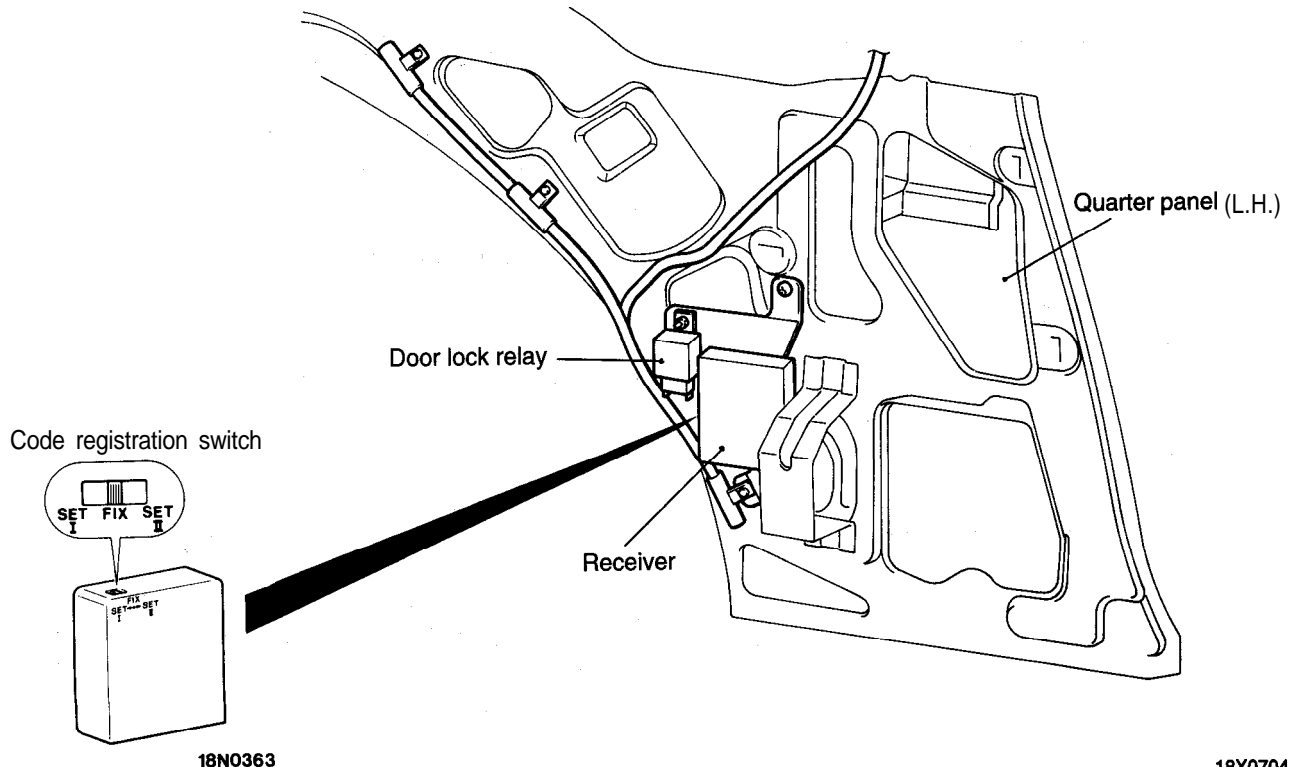 Quarter panel (L.H.)
Door lock relay
Code registration switch
SET FIX SET
I II
Receiver
FIX
SET SET
I II
18N0363
18X0704